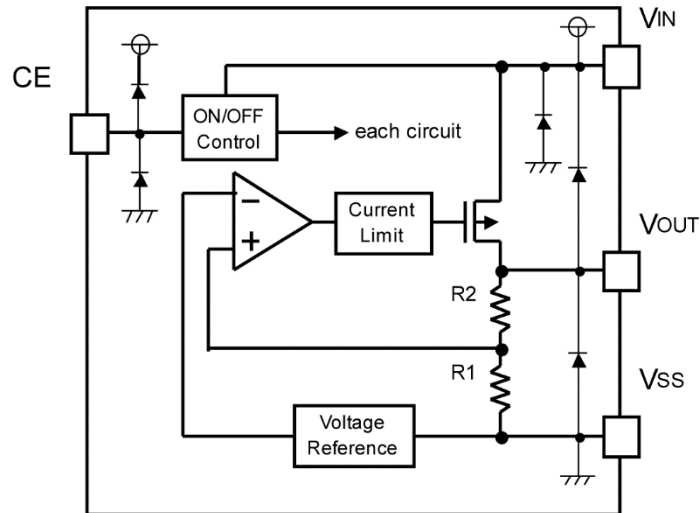 VIN
CE
ON/OFF
Control
each circuit
−
+
Current
Limit
VOUT
R2
R1
VSS
Voltage
Reference